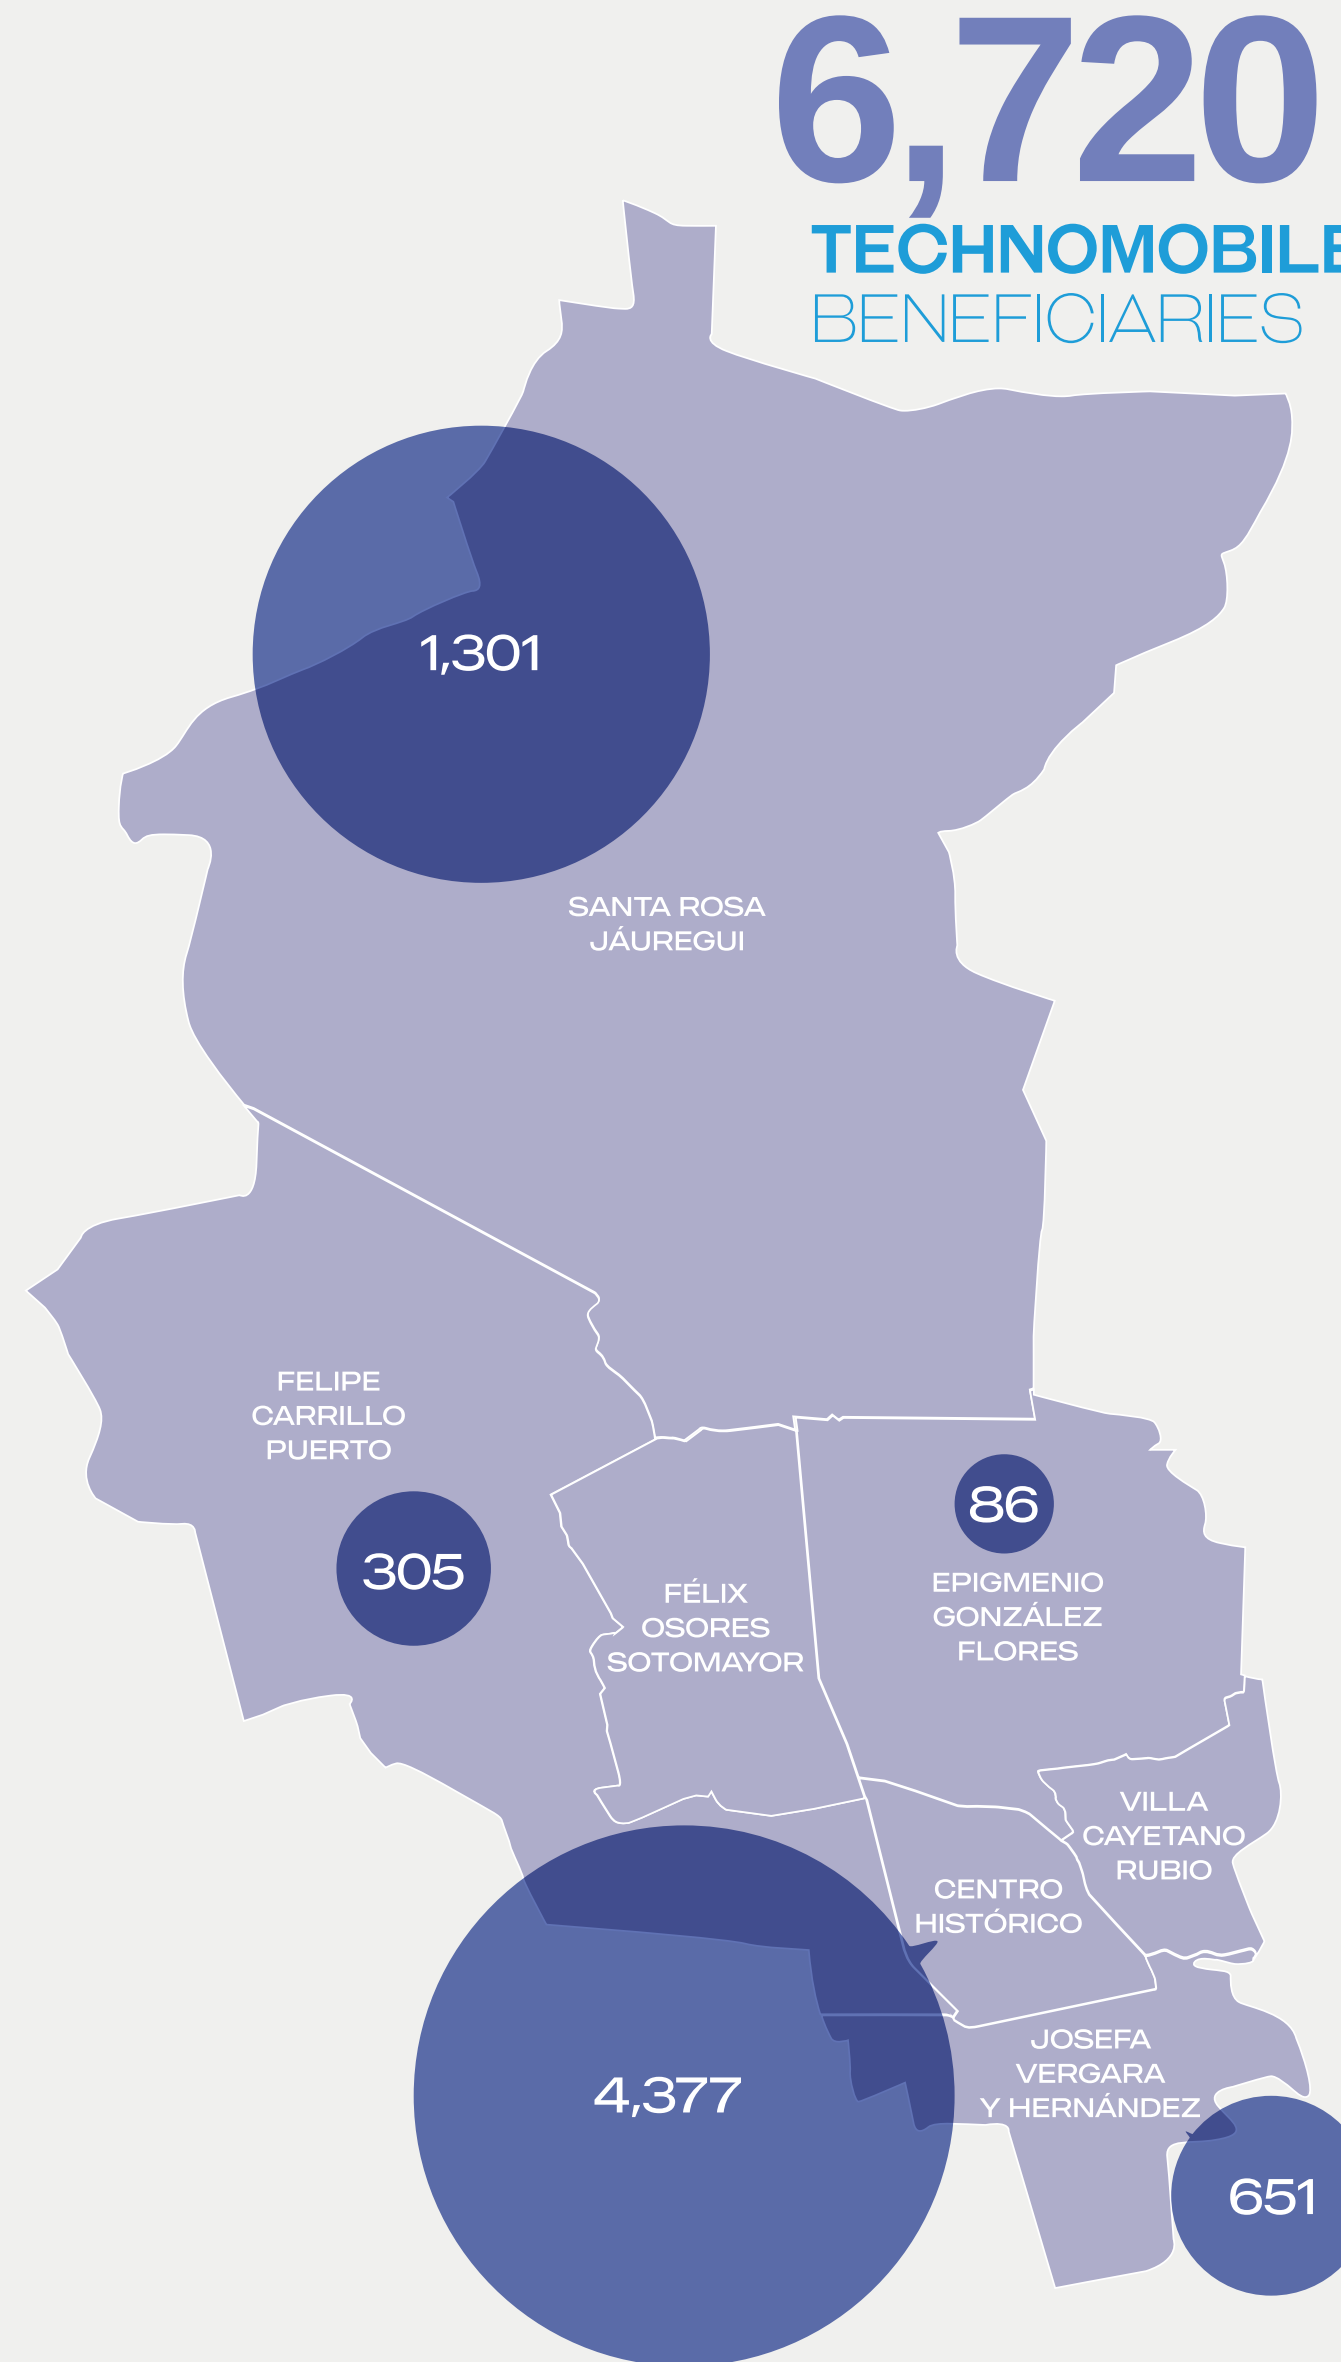 6,720
TECHNOMOBILE
BENEFICIARIES
1,301
SANTA ROSA
JÁUREGUI
FELIPE
CARRILLO
PUERTO
305
86
EPIGMENIO
GONZÁLEZ
FLORES
FÉLIX
OSORES
SOTOMAYOR
VILLA
CAYETANO
RUBIO
CENTRO
HISTÓRICO
JOSEFA
VERGARA
Y HERNÁNDEZ
4,377
651